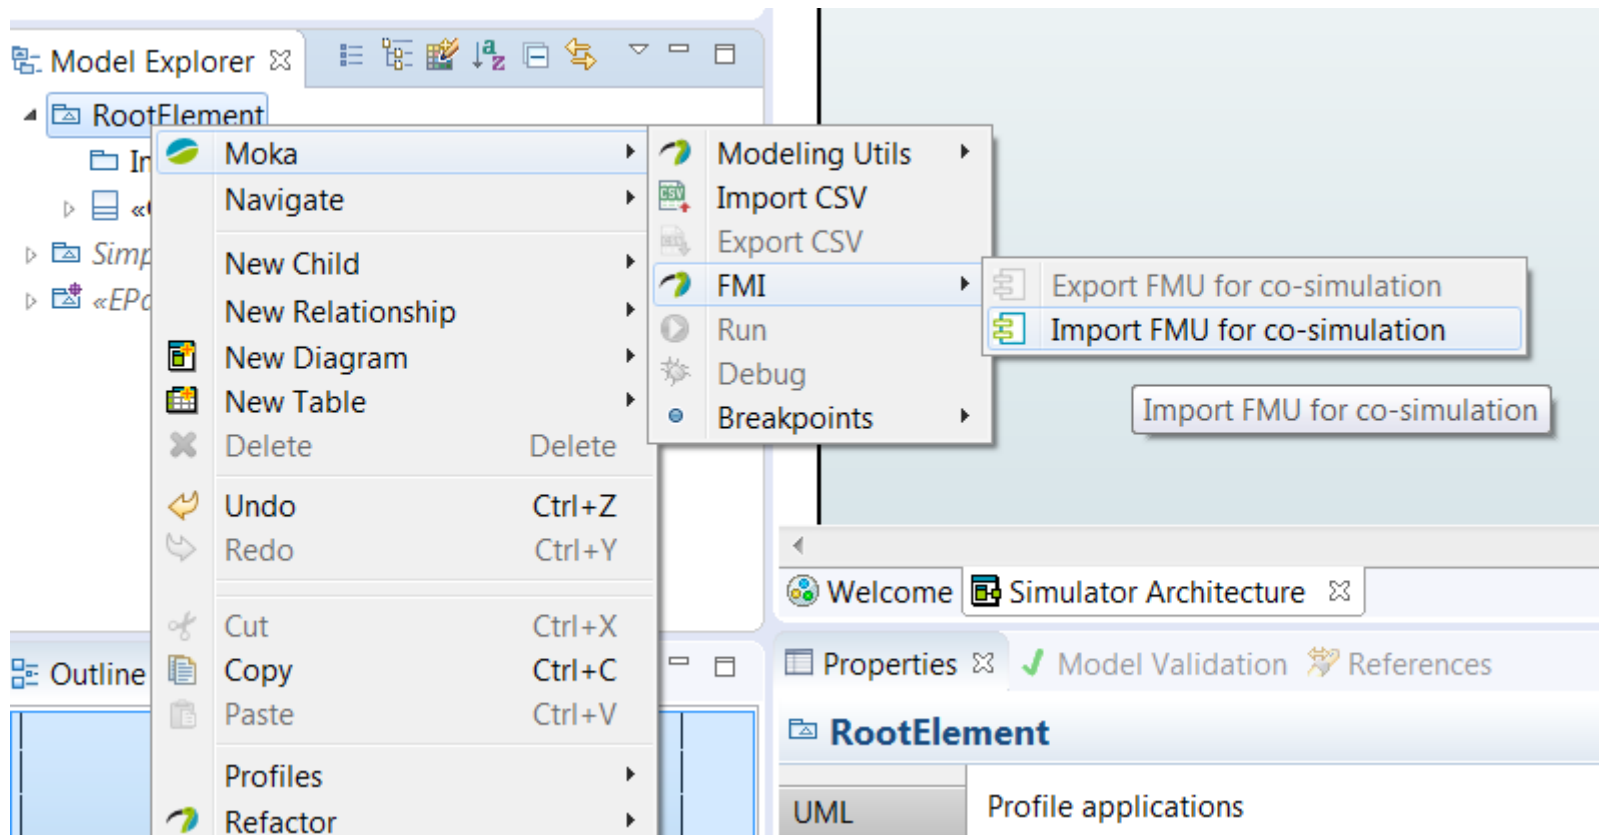 Model Explorer
RootElement
Moka
Navigate
New Child
New Relationship
New Diagram
New Table
Delete Delete
Undo Ctrl+Z
Redo Ctrl+Y
Cut Ctrl+X
Copy Ctrl+C
Paste Ctrl+V
Profiles
Refactor
Modeling Utils
Import CSV
Export CSV
FMI
Run
Debug
Breakpoints
Export FMU for co-simulation
Import FMU for co-simulation
Import FMU for co-simulation
Welcome
Simulator Architecture
Outline
Properties
Model Validation
References
RootElement
UML
Profile applications